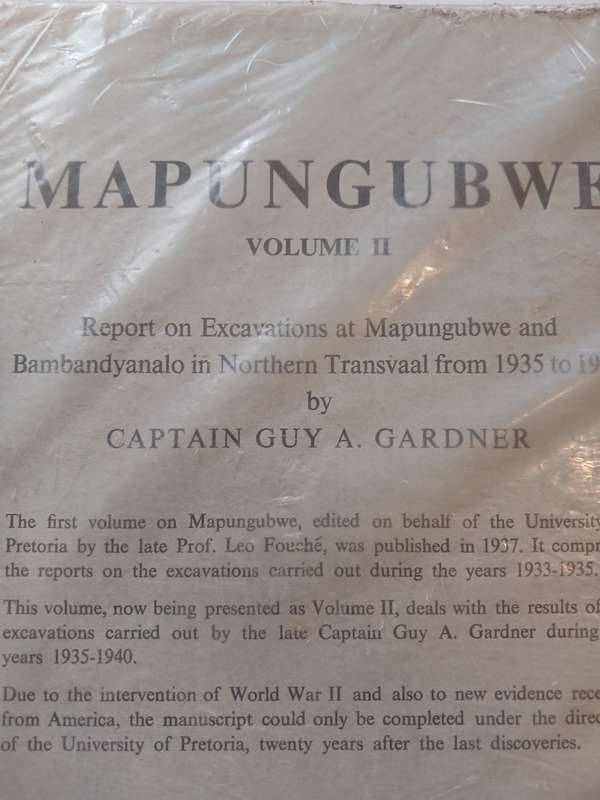 MAPUNGUBWE
VOLUME II
Report on Excavations at Mapungubwe and
Bambandyanalo in Northern Transvaal from 1935 to
by
CAPTAIN GUY A. GARDNER
The first volume on Mapungubwe, edited on behalf of the University
Pretoria by the late Prof. Leo Fouché, was published in 1937. It
the reports on the excavations carried out during the years 1933-1935.
This volume, now being presented as Volume II, deals with the results of
excavations carried out by the late Captain Guy A. Gardner during
years 1935-1940.
Due to the intervention of World War II and also to new evidence
from America, the manuscript could only be completed under the
of the University of Pretoria, twenty years after the last discoveries.